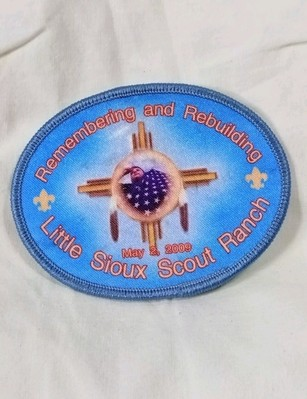 Remembering and Rebuilding
May 2, 2009
Little Sioux Scout Ranch